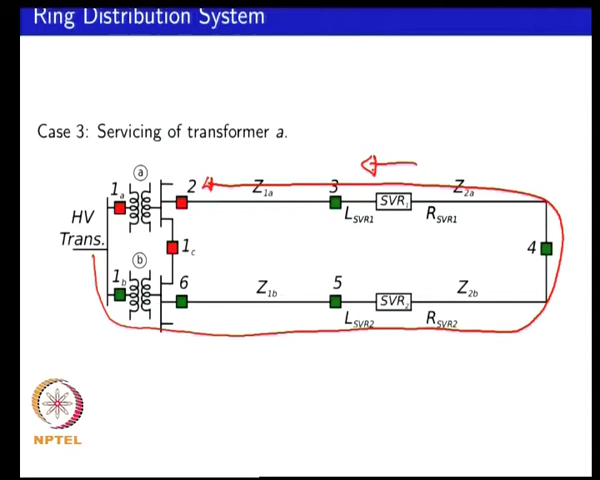 Ring Distribution System
Case 3: Servicing of transformer a.
a
1a 2 Z1a 3 SVR1 Z2a
HV LSVR1 RSVR1
Trans. 1c 4
b
1b 6 Z1b 5 SVR2 Z2b
LSVR2 RSVR2
NPTEL